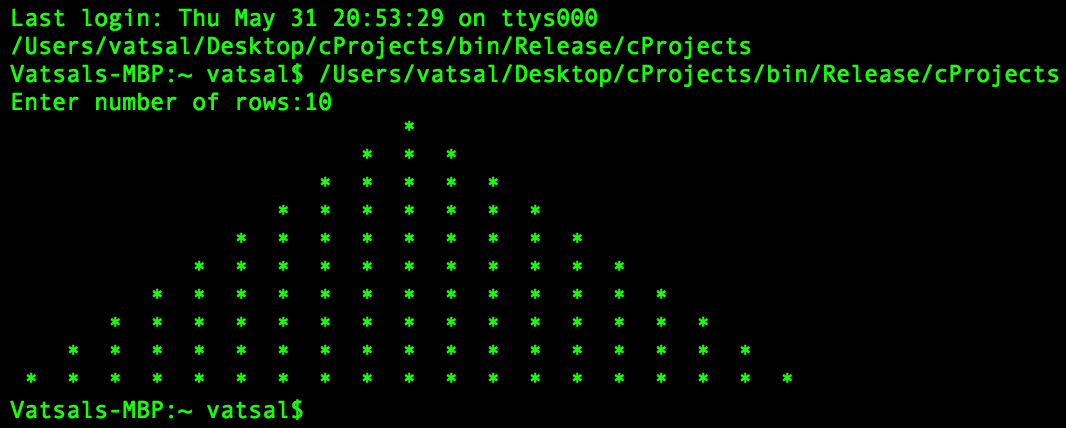 Last login: Thu May 31 20:53:29 on ttys000
/Users/vatsal/Desktop/cProjects/bin/Release/cProjects
Vatsals-MBP:~ vatsal$ /Users/vatsal/Desktop/cProjects/bin/Release/cProjects
Enter number of rows:10
                            *
                         *  *  *
                      *  *  *  *  *
                   *  *  *  *  *  *  *
                *  *  *  *  *  *  *  *  *
             *  *  *  *  *  *  *  *  *  *  *
          *  *  *  *  *  *  *  *  *  *  *  *  *
       *  *  *  *  *  *  *  *  *  *  *  *  *  *  *
    *  *  *  *  *  *  *  *  *  *  *  *  *  *  *  *  *
 *  *  *  *  *  *  *  *  *  *  *  *  *  *  *  *  *  *  *
Vatsals-MBP:~ vatsal$